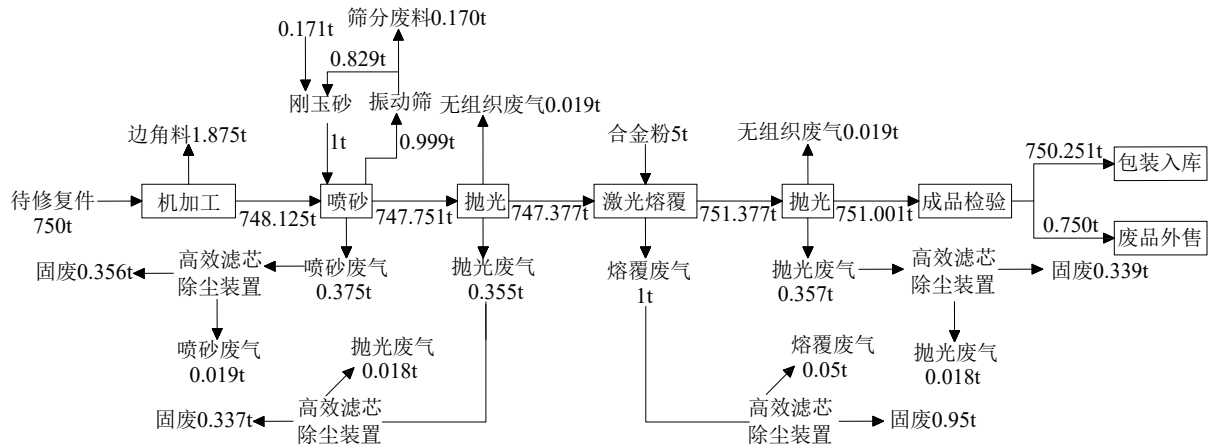 筛分废料0.170t
0.171t
0.829t
刚玉砂
振动筛
无组织废气0.019t
合金粉5t
无组织废气0.019t
边角料1.875t
1t
0.999t
750.251t
包装入库
待修复件
750t
机加工
748.125t
喷砂
747.751t
抛光
747.377t
激光熔覆
751.377t
抛光
751.001t
成品检验
0.750t
废品外售
固废0.356t
高效滤芯
除尘装置
喷砂废气
0.375t
抛光废气
0.355t
熔覆废气
1t
抛光废气
0.357t
高效滤芯
除尘装置
固废0.339t
喷砂废气
0.019t
抛光废气
0.018t
熔覆废气
0.05t
抛光废气
0.018t
固废0.337t
高效滤芯
除尘装置
高效滤芯
除尘装置
固废0.95t